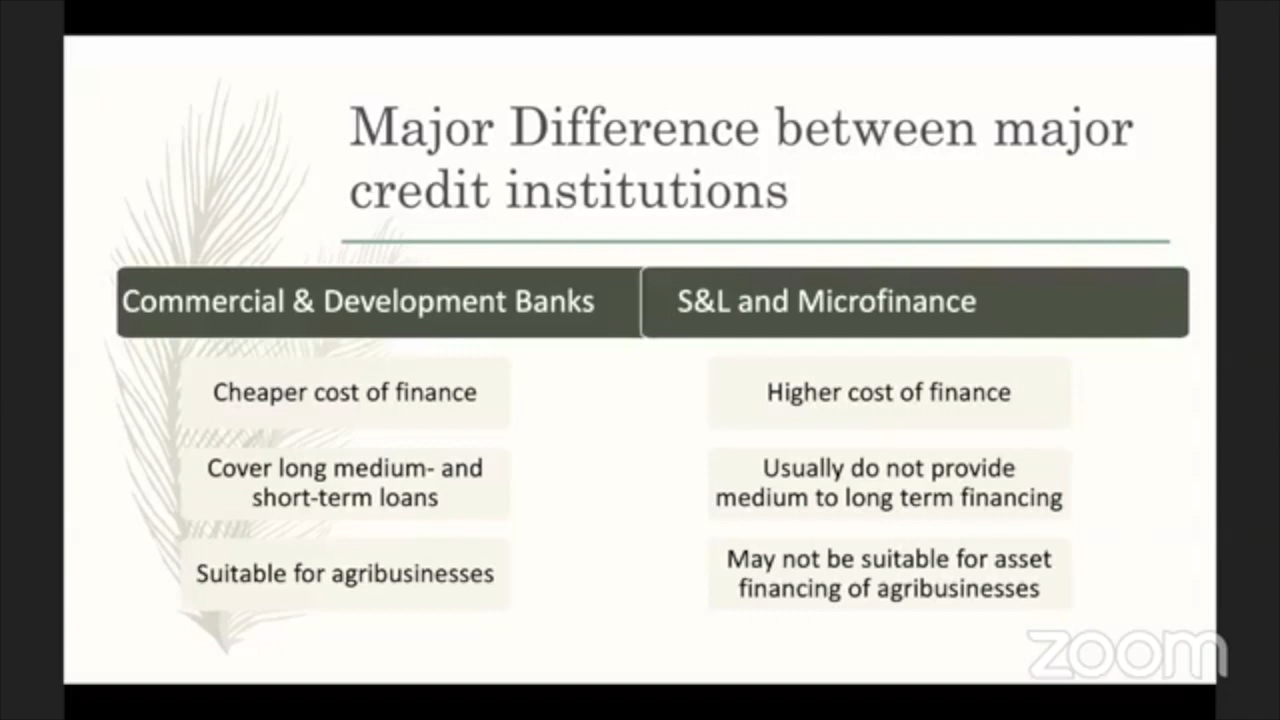 Major Difference between major
credit institutions
Commercial & Development Banks
S&L and Microfinance
Cheaper cost of finance
Higher cost of finance
Cover long medium- and
short-term loans
Usually do not provide
medium to long term financing
Suitable for agribusinesses
May not be suitable for asset
financing of agribusinesses
zoom